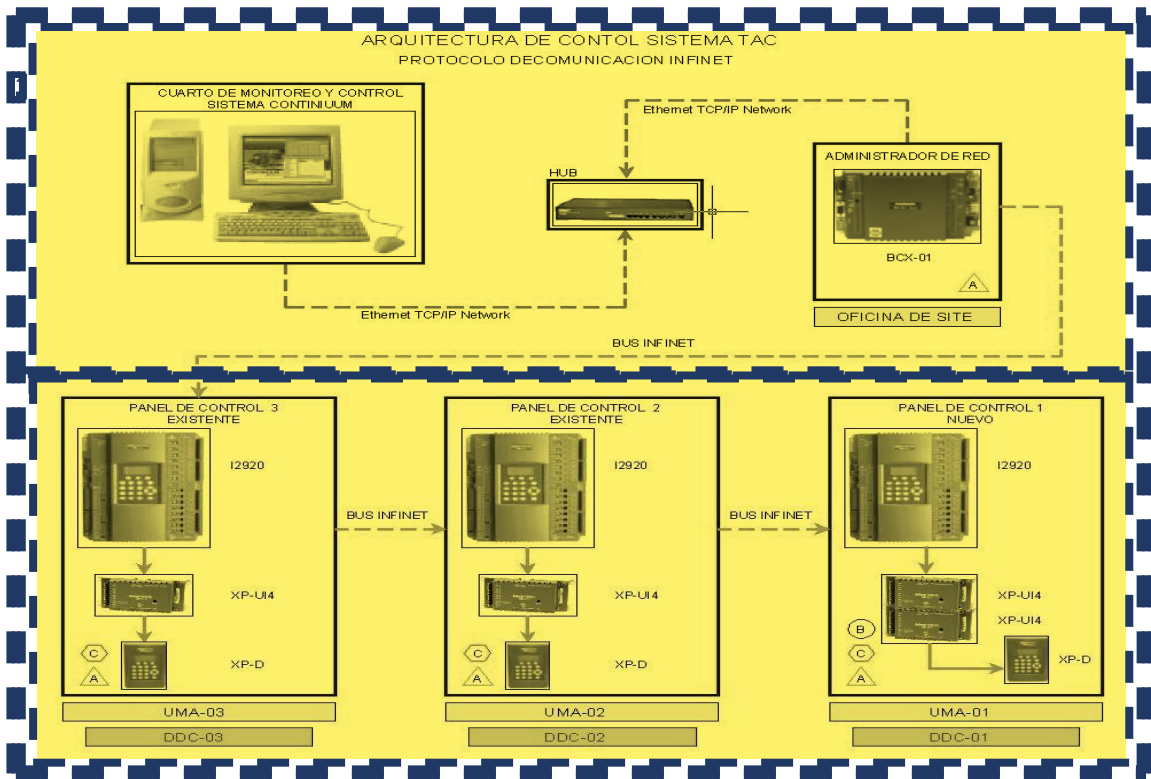 ARQUITECTURA DE CONTOL SISTEMA TAC
PROTOCOLO DECOMUNICACION INFINET
CUARTO DE MONITOREO Y CONTROL
SISTEMA CONTINIUUM
Ethernet TCP/IP Network
HUB
ADMINISTRADOR DE RED
BCX-01
A
OFICINA DE SITE
Ethernet TCP/IP Network
BUS INFINET
PANEL DE CONTROL 3
EXISTENTE
I2920
XP-UI4
C
A
XP-D
UMA-03
DDC-03
BUS INFINET
PANEL DE CONTROL 2
EXISTENTE
I2920
XP-UI4
C
A
XP-D
UMA-02
DDC-02
BUS INFINET
PANEL DE CONTROL 1
NUEVO
I2920
XP-UI4
XP-UI4
B
C
A
XP-D
UMA-01
DDC-01